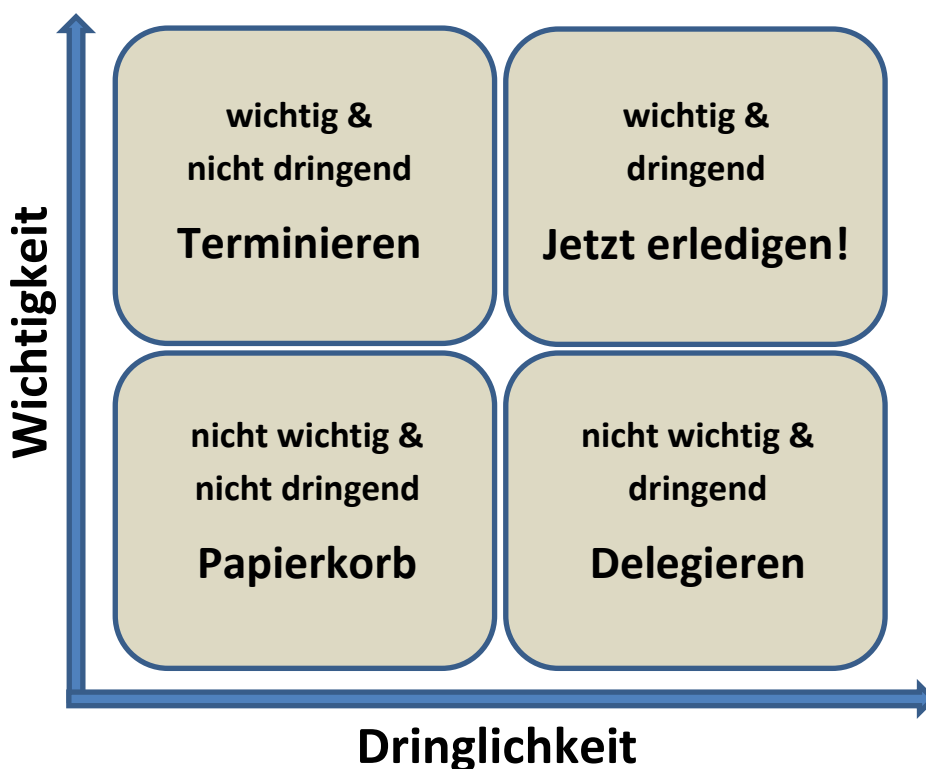 Wichtigkeit
wichtig &
nicht dringend
Terminieren
wichtig &
dringend
Jetzt erledigen!
nicht wichtig &
nicht dringend
Papierkorb
nicht wichtig &
dringend
Delegieren
Dringlichkeit